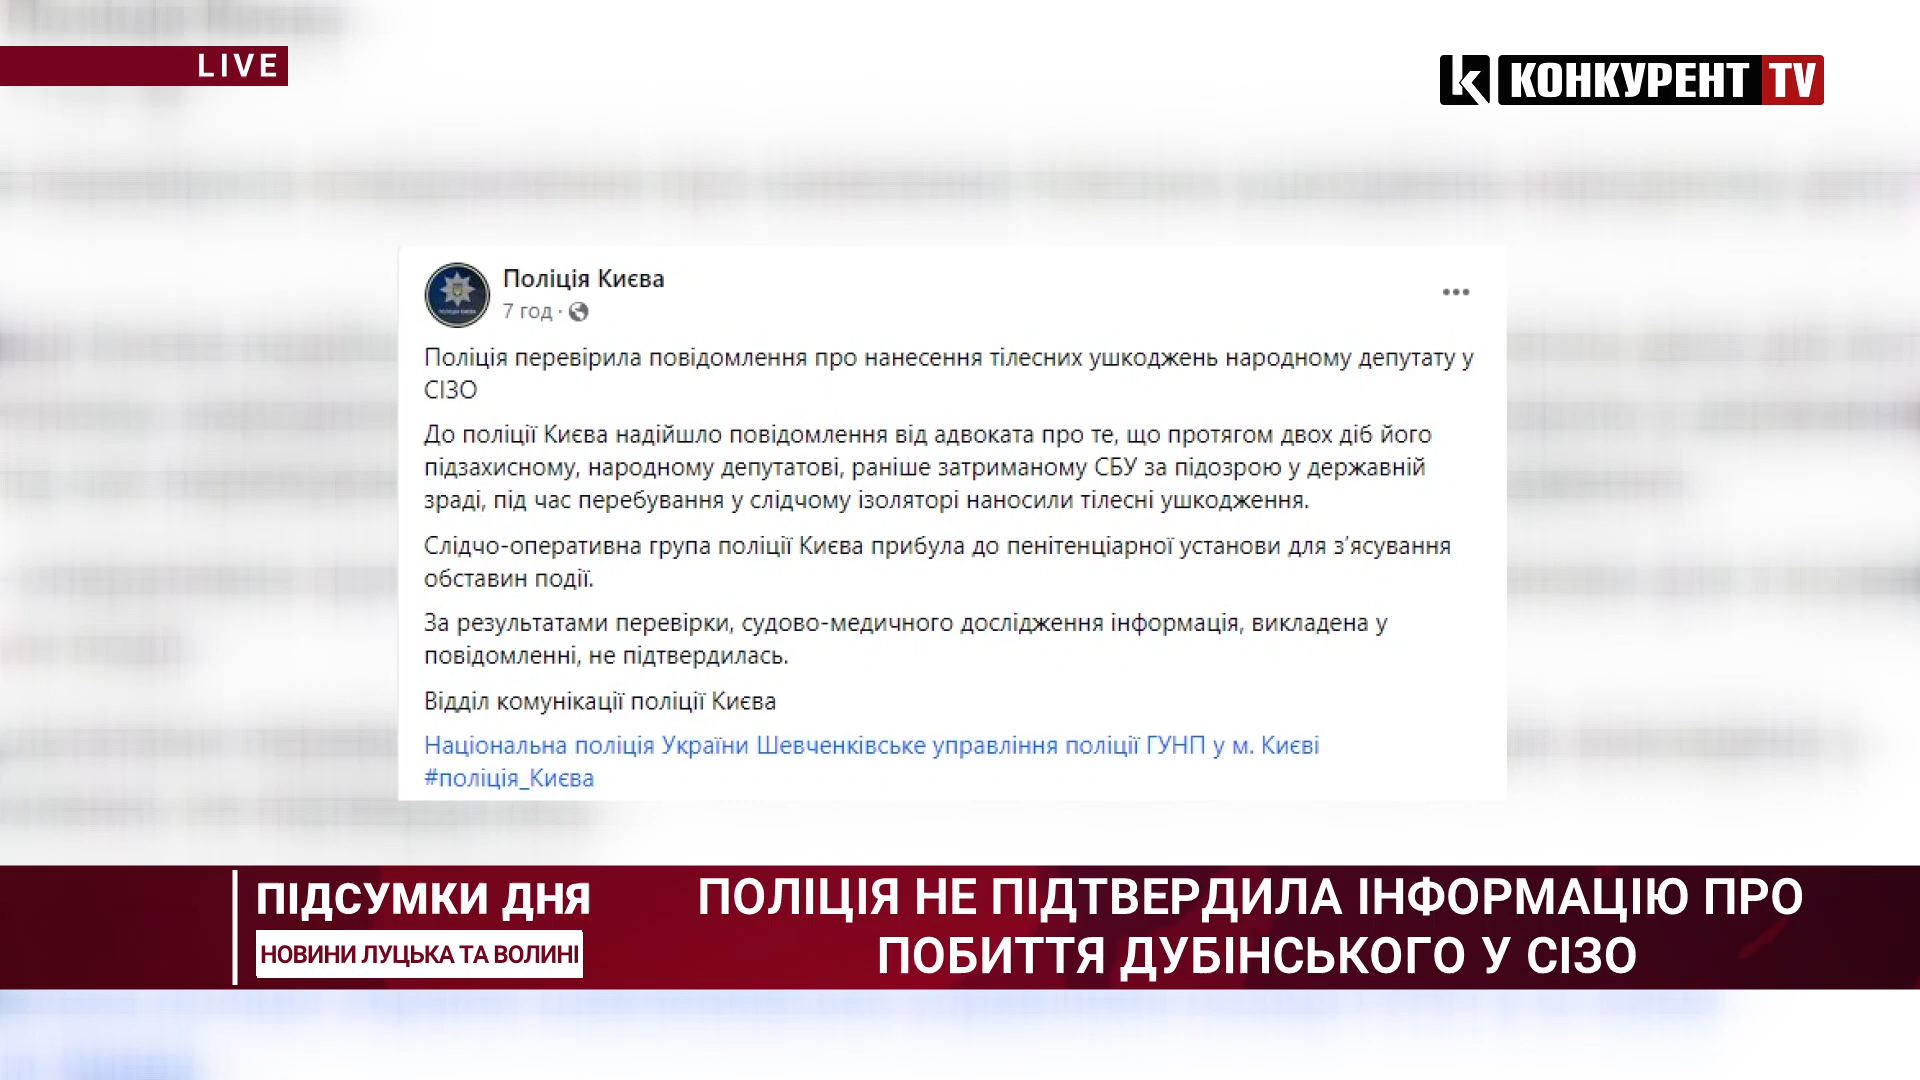 LIVE
k КОНКУРЕНТ TV
Поліція Києва
7 год ·
Поліція перевірила повідомлення про нанесення тілесних ушкоджень народному депутату у
СІЗО
До поліції Києва надійшло повідомлення від адвоката про те, що протягом двох діб його
підзахисному, народному депутатові, раніше затриманому СБУ за підозрою у державній
зраді, під час перебування у слідчому ізоляторі наносили тілесні ушкодження.
Слідчо-оперативна група поліції Києва прибула до пенітенціарної установи для з’ясування
обставин події.
За результатами перевірки, судово-медичного дослідження інформація, викладена у
повідомленні, не підтвердилась.
Відділ комунікації поліції Києва
Національна поліція України Шевченківське управління поліції ГУНП у м. Києві
#поліція_Києва
ПІДСУМКИ ДНЯ
НОВИНИ ЛУЦЬКА ТА ВОЛИНІ
ПОЛІЦІЯ НЕ ПІДТВЕРДИЛА ІНФОРМАЦІЮ ПРО
ПОБИТТЯ ДУБІНСЬКОГО У СІЗО